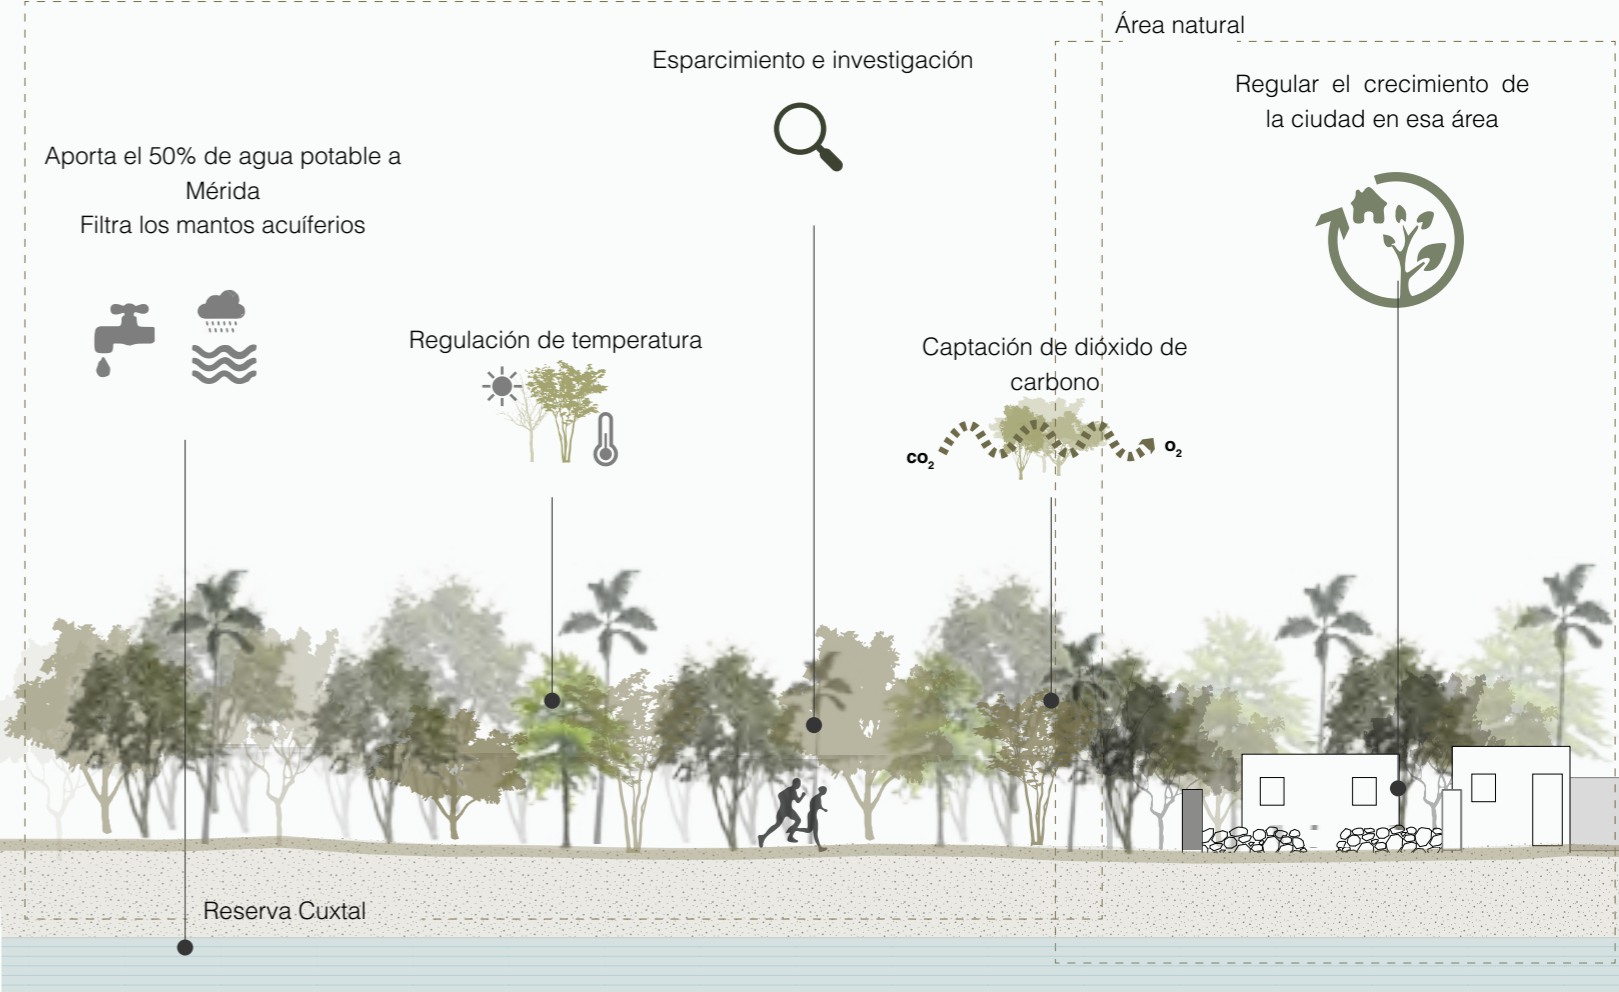 Área natural
Esparcimiento e investigación
Regular el crecimiento de
la ciudad en esa área
Aporta el 50% de agua potable a
Mérida
Filtra los mantos acuíferios
Regulación de temperatura
Captación de dióxido de
carbono
co₂
o₂
Reserva Cuxtal